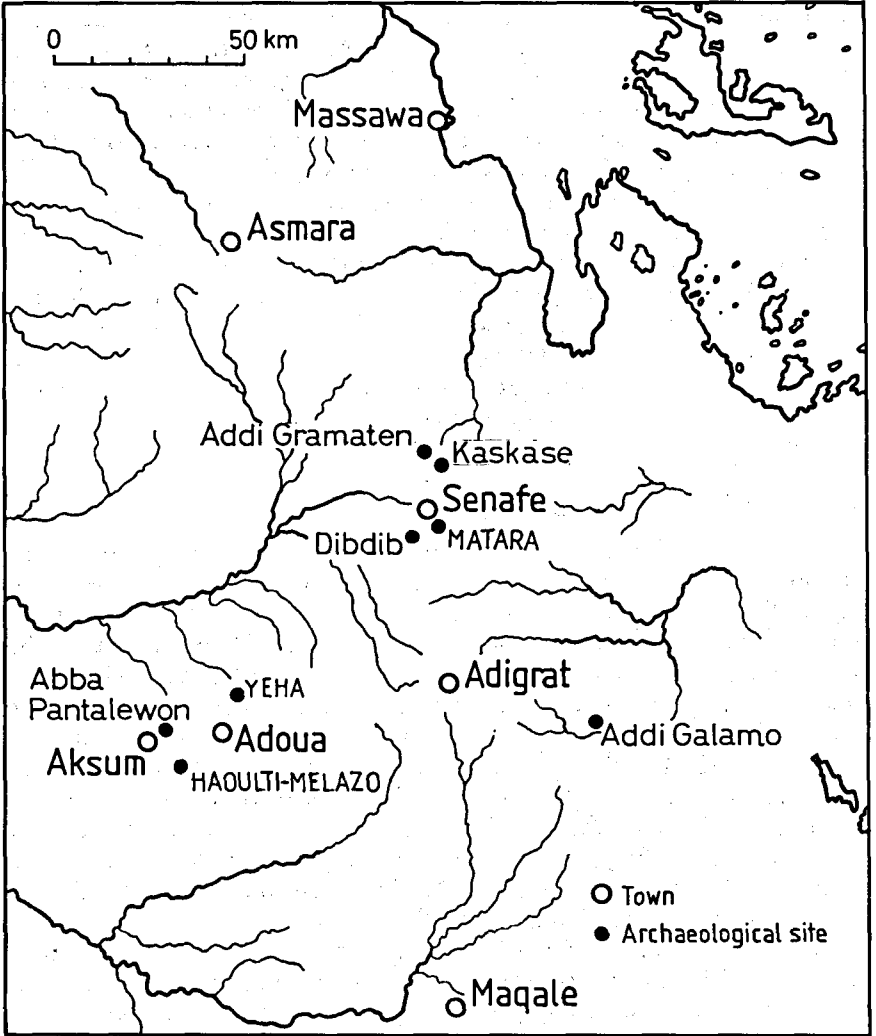 0 50 km
Massawa
Asmara
Addi Gramaten
Kaskase
Senafe
Dibdib
MATARA
Abba
Pantalewon
YEHA
Adigrat
Aksum
Adoua
Addi Galamo
HAOULTI-MELAZO
Town
Archaeological site
Maqale